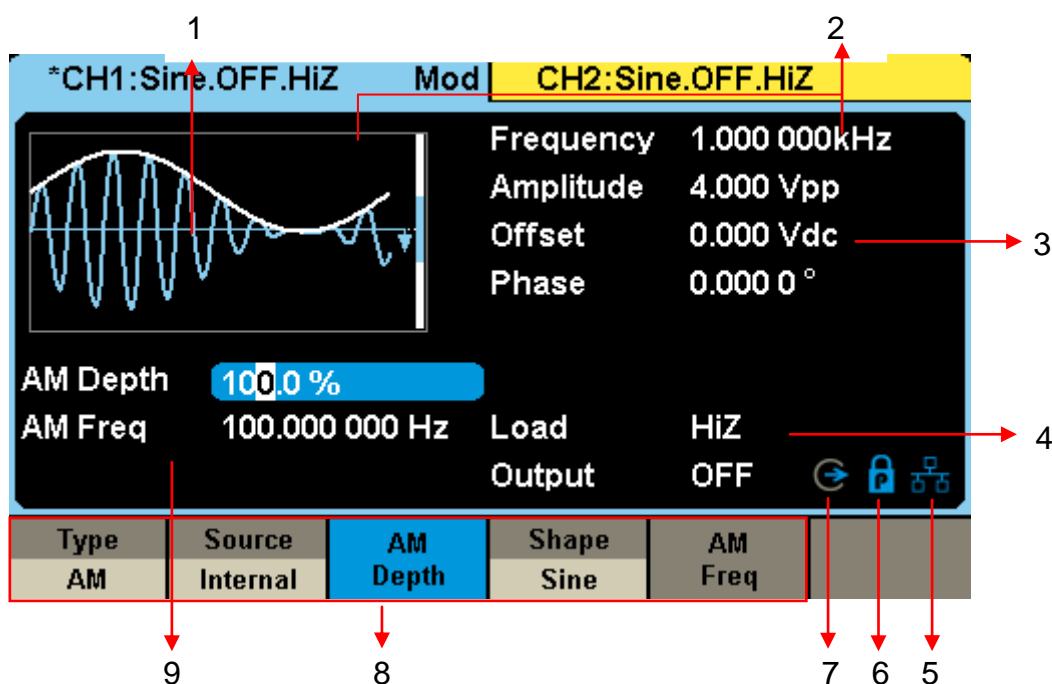 1 2
*CH1:Sine.OFF.HiZ Mod CH2:Sine.OFF.HiZ
Frequency 1.000 000kHz
Amplitude 4.000 Vpp
Offset 0.000 Vdc 3
Phase 0.000 0 °
AM Depth 100.0 %
AM Freq 100.000 000 Hz Load HiZ 4
Output OFF P
Type Source AM Shape AM
AM Internal Depth Sine Freq
9 8 7 6 5